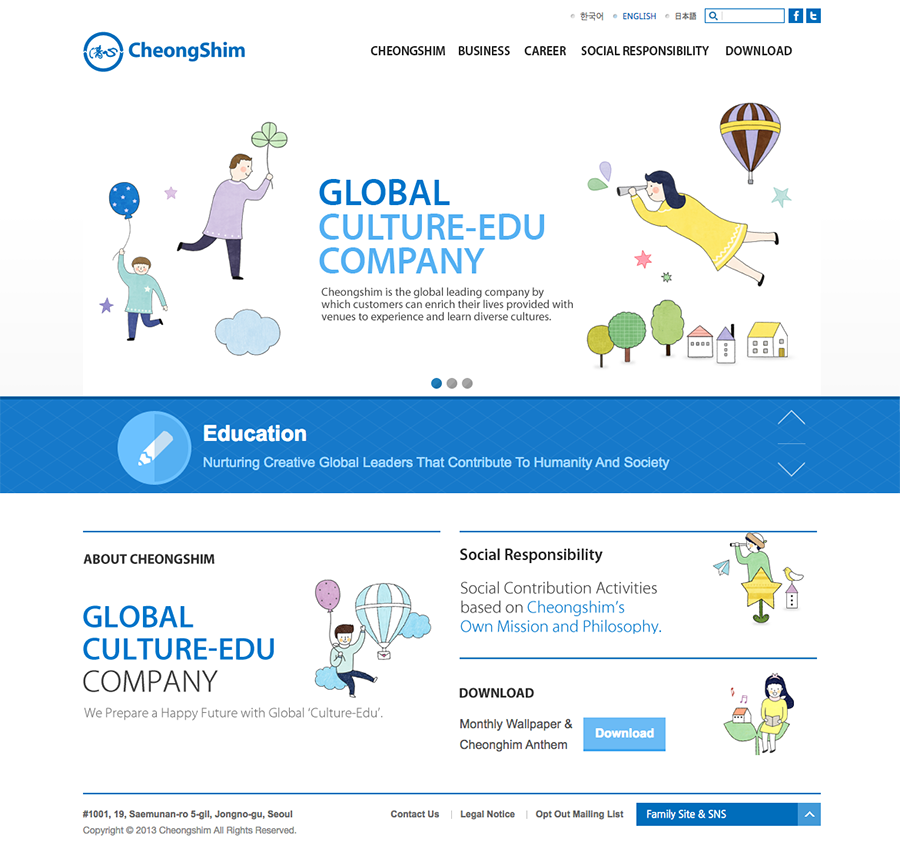 한국어 ENGLISH 日本語
CheongShim
CHEONGSHIM BUSINESS CAREER SOCIAL RESPONSIBILITY DOWNLOAD
GLOBAL
CULTURE-EDU
COMPANY
Cheongshim is the global leading company by
which customers can enrich their lives provided with
venues to experience and learn diverse cultures.
Education
Nurturing Creative Global Leaders That Contribute To Humanity And Society
ABOUT CHEONGSHIM
GLOBAL
CULTURE-EDU
COMPANY
We Prepare a Happy Future with Global ‘Culture-Edu’.
Social Responsibility
Social Contribution Activities
based on Cheongshim’s
Own Mission and Philosophy.
DOWNLOAD
Monthly Wallpaper &
Cheonghim Anthem
Download
#1001, 19, Saemunan-ro 5-gil, Jongno-gu, Seoul
Copyright © 2013 Cheongshim All Rights Reserved.
Contact Us | Legal Notice | Opt Out Mailing List
Family Site & SNS